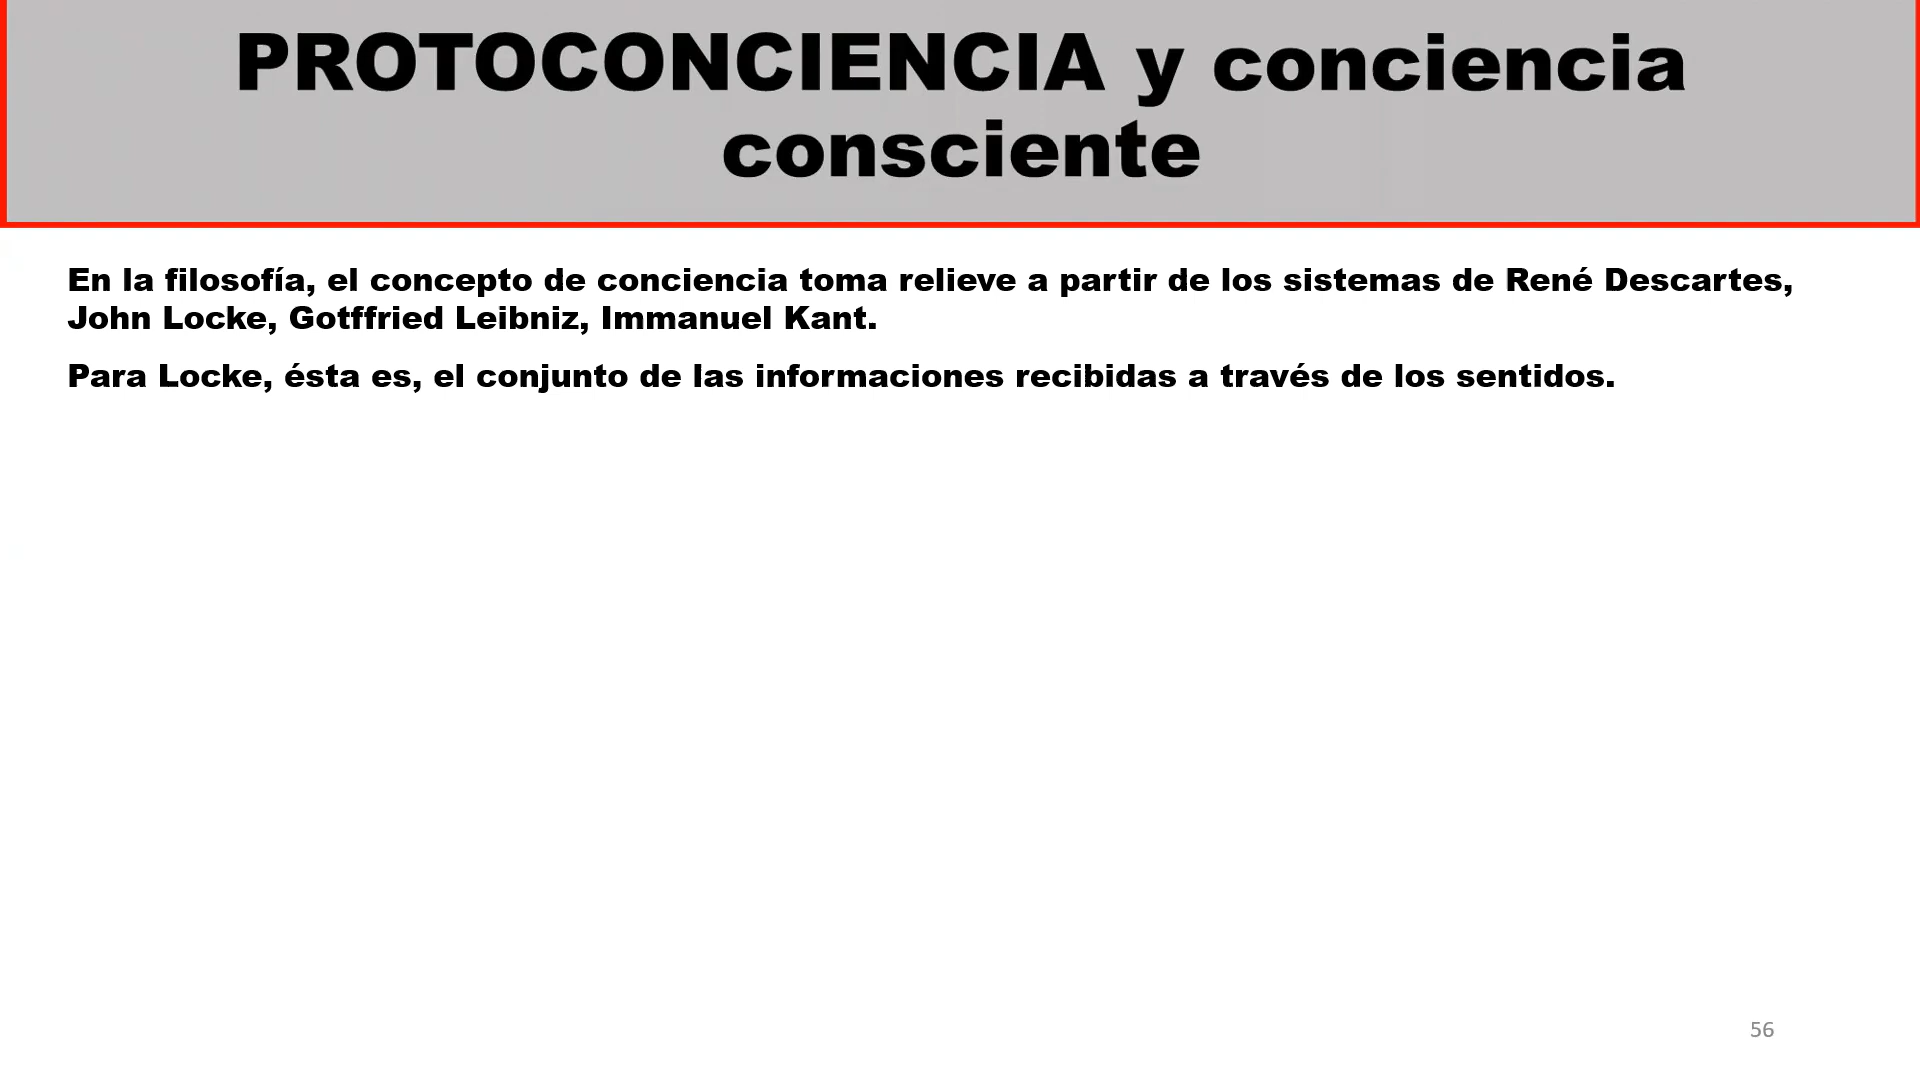 PROTOCONCIENCIA y conciencia
consciente
En la filosofía, el concepto de conciencia toma relieve a partir de los sistemas de René Descartes,
John Locke, Gotffried Leibniz, Immanuel Kant.
Para Locke, ésta es, el conjunto de las informaciones recibidas a través de los sentidos.
56